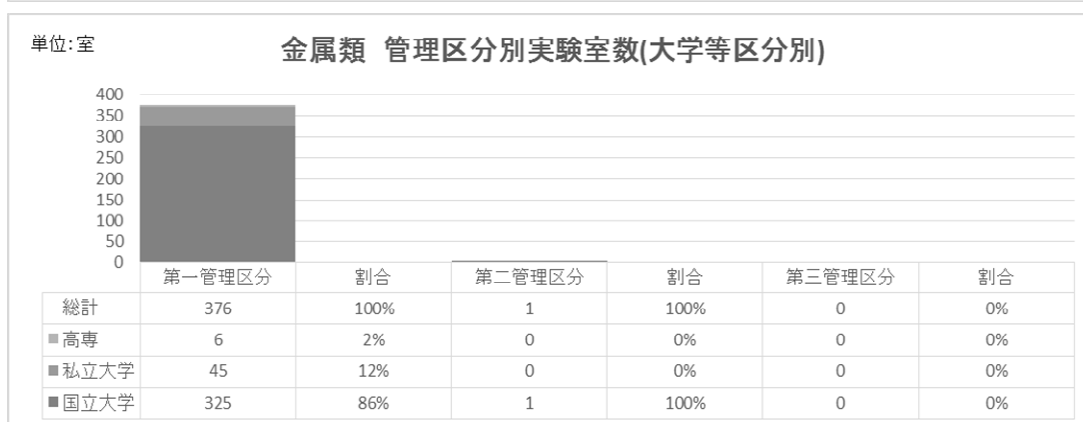 単位:室
金属類 管理区分別実験室数(大学等区分別)
400
350
300
250
200
150
100
50
0
第一管理区分 割合 第二管理区分 割合 第三管理区分 割合
総計 376 100% 1 100% 0 0%
高専 6 2% 0 0% 0 0%
私立大学 45 12% 0 0% 0 0%
国立大学 325 86% 1 100% 0 0%